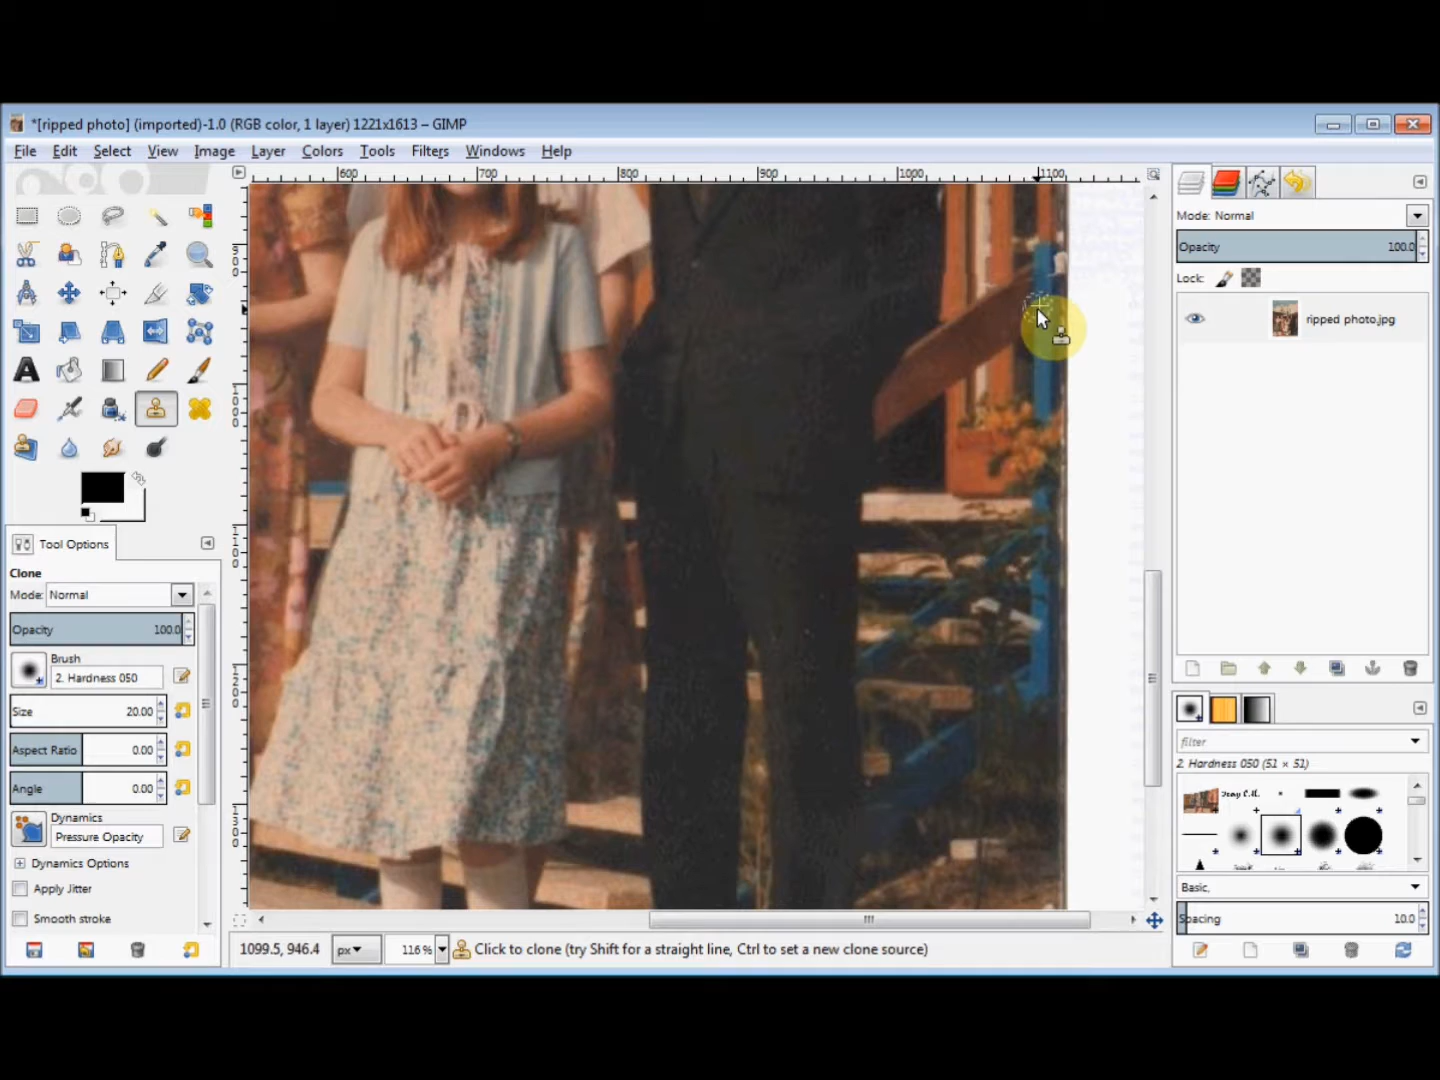 *[ripped photo] (imported)-1.0 (RGB color, 1 layer) 1221x1613 – GIMP
File Edit Select View Image Layer Colors Tools Filters Windows Help
600 700 800 900 1000 1100
900
1000
1100
1200
1300
Mode: Normal
Opacity 100.0
Lock:
ripped photo.jpg
Tool Options
Clone
Mode: Normal
Opacity 100.0
Brush
2. Hardness 050
Size 20.00
Aspect Ratio 0.00
Angle 0.00
Dynamics
Pressure Opacity
Dynamics Options
Apply Jitter
Smooth stroke
filter
2. Hardness 050 (51 × 51)
Basic,
Spacing 10.0
1099.5, 946.4 px 116% Click to clone (try Shift for a straight line, Ctrl to set a new clone source)